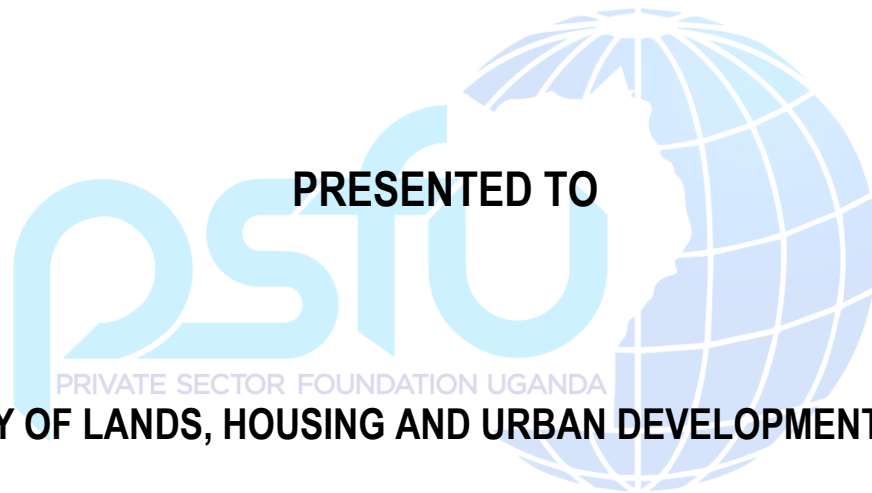 PRESENTED TO
psfu
PRIVATE SECTOR FOUNDATION UGANDA
Y OF LANDS, HOUSING AND URBAN DEVELOPMENT